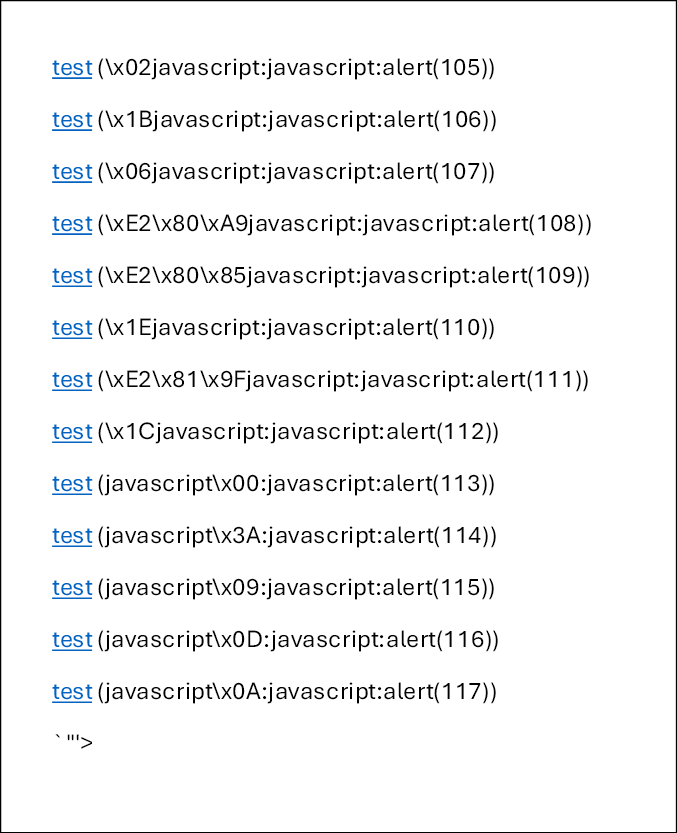 test (\x02javascript:javascript:alert(105))
test (\x1Bjavascript:javascript:alert(106))
test (\x06javascript:javascript:alert(107))
test (\xE2\x80\xA9javascript:javascript:alert(108))
test (\xE2\x80\x85javascript:javascript:alert(109))
test (\x1Ejavascript:javascript:alert(110))
test (\xE2\x81\x9Fjavascript:javascript:alert(111))
test (\x1Cjavascript:javascript:alert(112))
test (javascript\x00:javascript:alert(113))
test (javascript\x3A:javascript:alert(114))
test (javascript\x09:javascript:alert(115))
test (javascript\x0D:javascript:alert(116))
test (javascript\x0A:javascript:alert(117))
`"'>